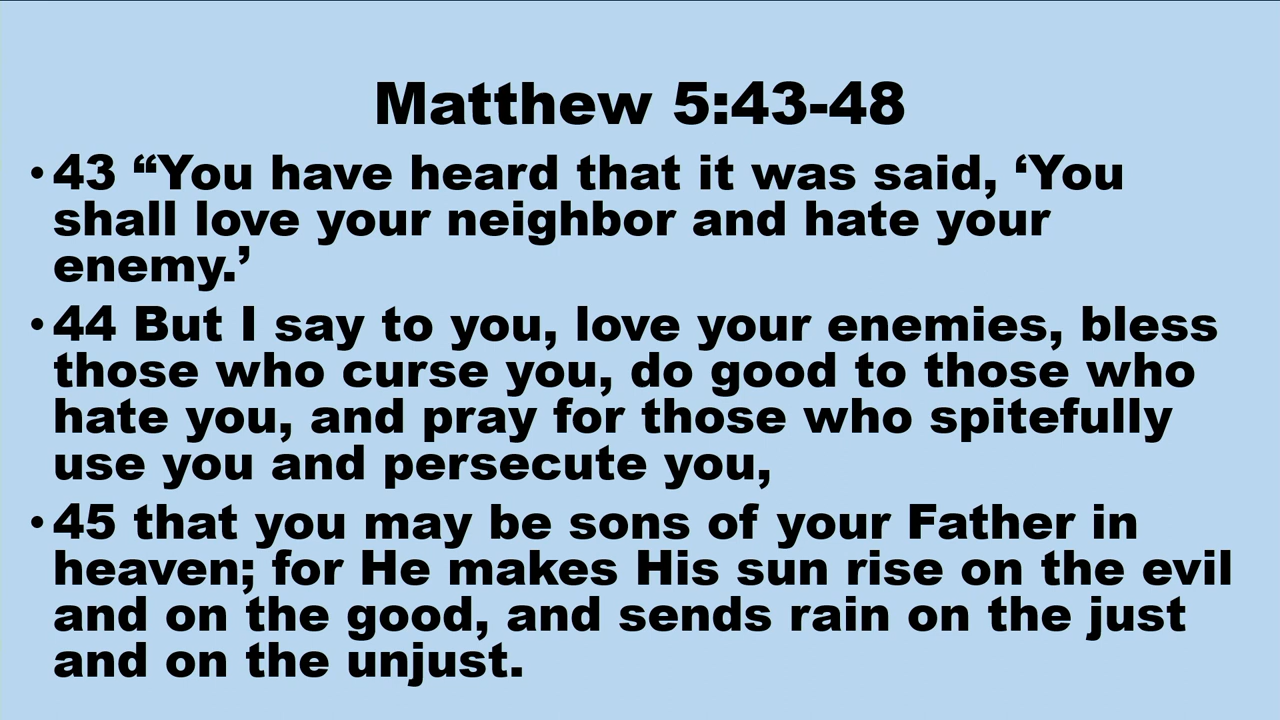 Matthew 5:43-48
• 43 “You have heard that it was said, ‘You
shall love your neighbor and hate your
enemy.’
• 44 But I say to you, love your enemies, bless
those who curse you, do good to those who
hate you, and pray for those who spitefully
use you and persecute you,
• 45 that you may be sons of your Father in
heaven; for He makes His sun rise on the evil
and on the good, and sends rain on the just
and on the unjust.